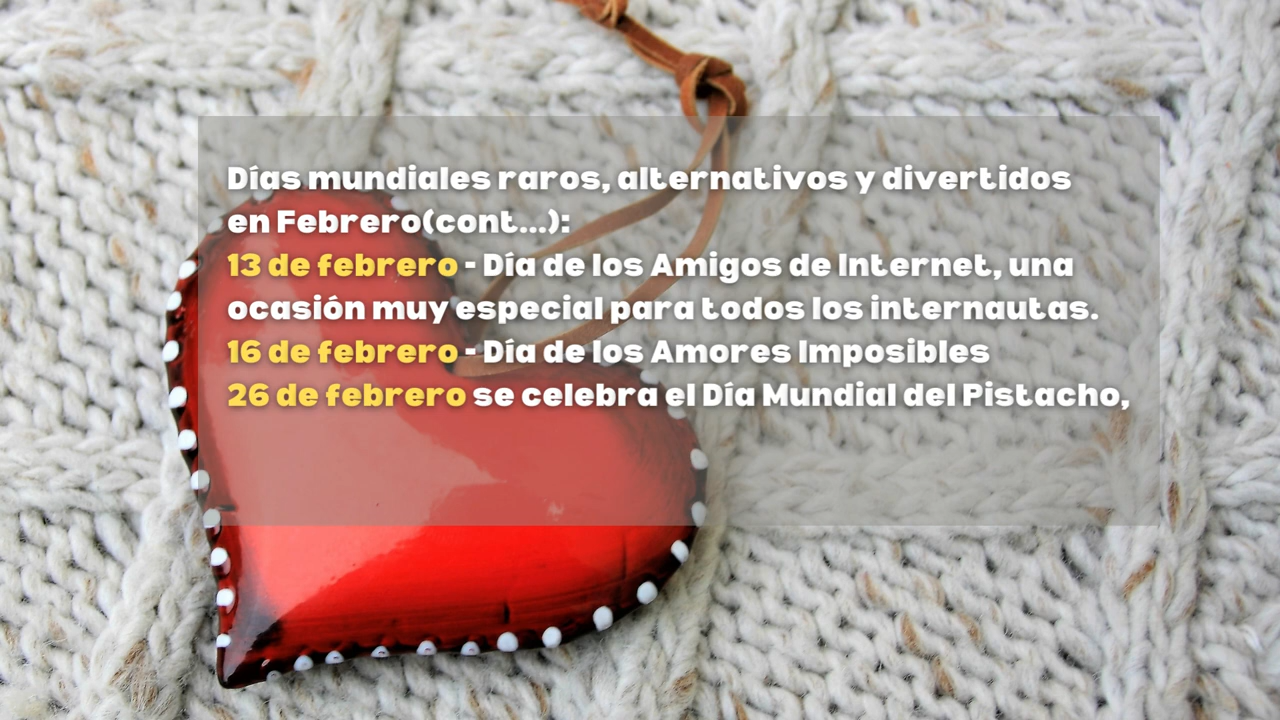 Días mundiales raros, alternativos y divertidos
en Febrero(cont...):
13 de febrero - Día de los Amigos de Internet, una
ocasión muy especial para todos los internautas.
16 de febrero - Día de los Amores Imposibles
26 de febrero se celebra el Día Mundial del Pistacho,